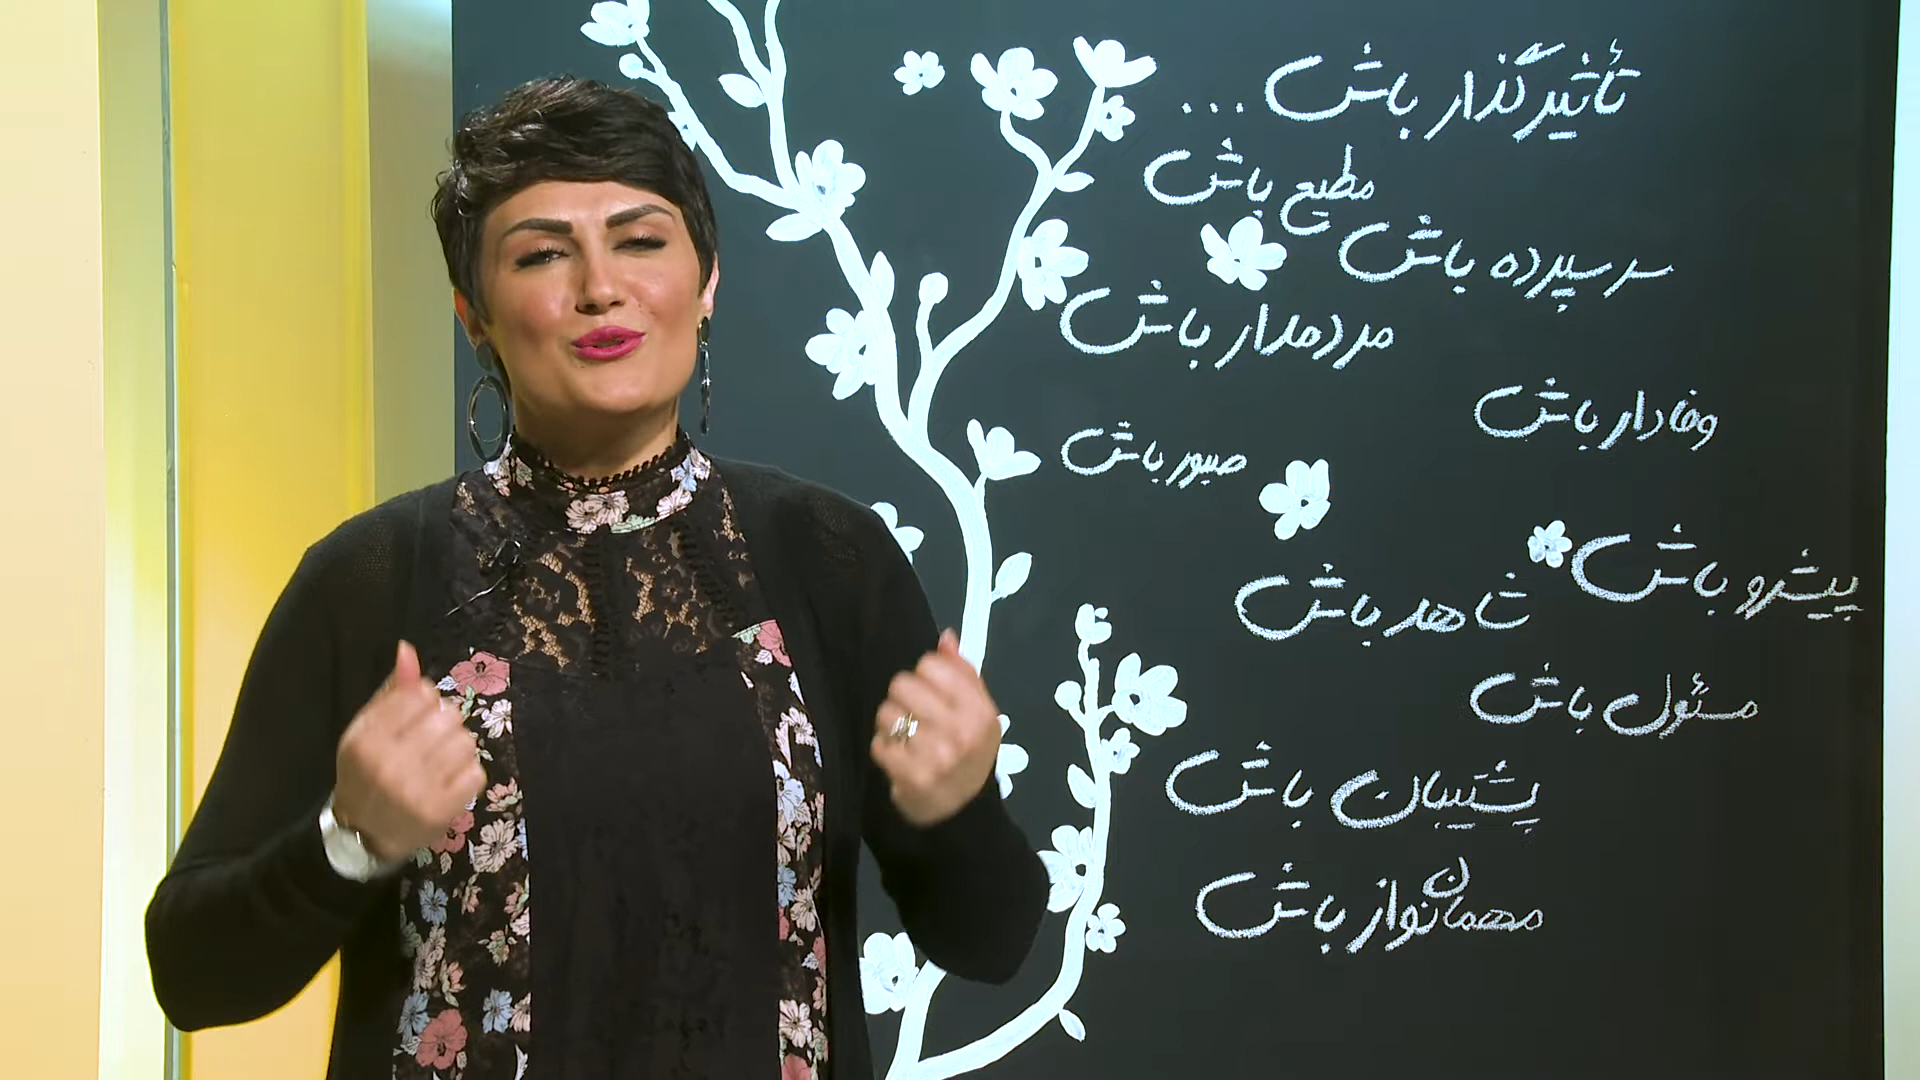 تأثیرگذار باش ...
مطیع باش
سرسپرده باش
مردمدار باش
وفادار باش
صبور باش
پیشرو باش
شاهد باش
مسئول باش
پشتیبان باش
مهمان‌نواز باش